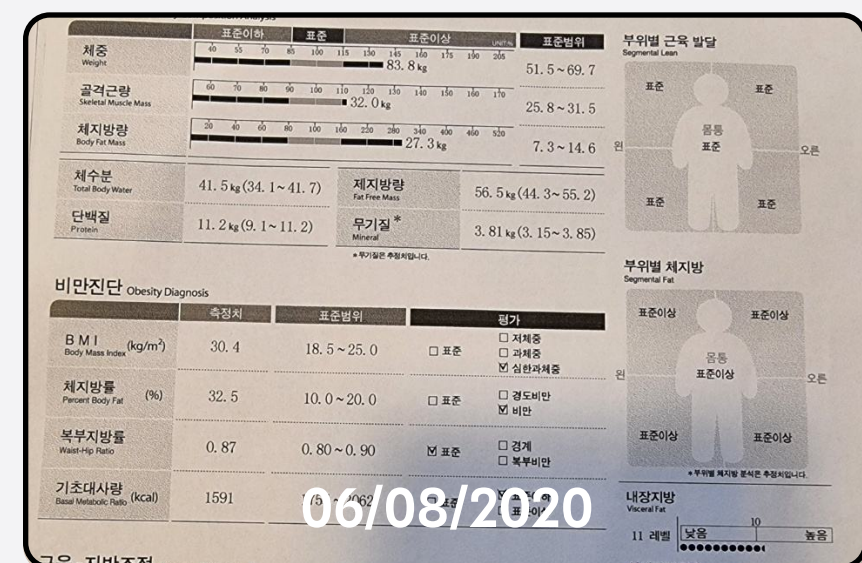 표준이하 표준 표준이상 UNIT:% 표준범위
체중 Weight
40 55 70 85 100 115 130 145 160 175 190 205
83.8 kg
51.5~69.7
골격근량 Skeletal Muscle Mass
60 70 80 90 100 110 120 130 140 150 160 170
32.0 kg
25.8~31.5
체지방량 Body Fat Mass
20 40 60 80 100 160 220 280 340 400 460 520
27.3 kg
7.3~14.6
체수분 Total Body Water
41.5 kg (34.1~41.7)
제지방량 Fat Free Mass
56.5 kg (44.3~55.2)
단백질 Protein
11.2 kg (9.1~11.2)
무기질* Mineral
3.81 kg (3.15~3.85)
*무기질은 추정치입니다.
비만진단 Obesity Diagnosis
측정치 표준범위 평가
BMI Body Mass Index (kg/m²)
30.4
18.5~25.0
□ 표준
□ 저체중
□ 과체중
☑ 심한과체중
체지방률 Percent Body Fat (%)
32.5
10.0~20.0
□ 표준
□ 경도비만
☑ 비만
복부지방률 Waist-Hip Ratio
0.87
0.80~0.90
☑ 표준
□ 경계
□ 복부비만
기초대사량 Basal Metabolic Ratio (kcal)
1591
06/08/2020
부위별 근육 발달
Segmental Lean
표준 표준
몸통
왼 표준 오른
표준 표준
부위별 체지방
Segmental Fat
표준이상 표준이상
몸통
왼 표준이상 오른
표준이상 표준이상
*부위별 체지방 분석은 추정치입니다.
내장지방
Visceral Fat
10
11 레벨 낮음 높음